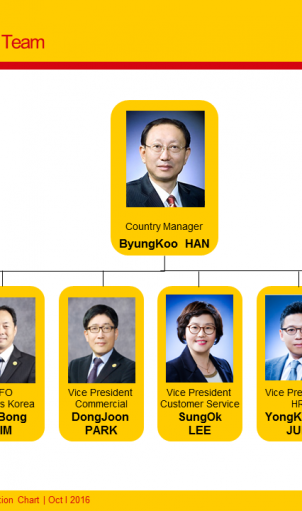 Team
Country Manager
ByungKoo HAN
FO
s Korea
Bong
IM
Vice President
Commercial
DongJoon
PARK
Vice President
Customer Service
SungOk
LEE
Vice Pre
HR
YongK
JU
tion Chart | Oct I 2016